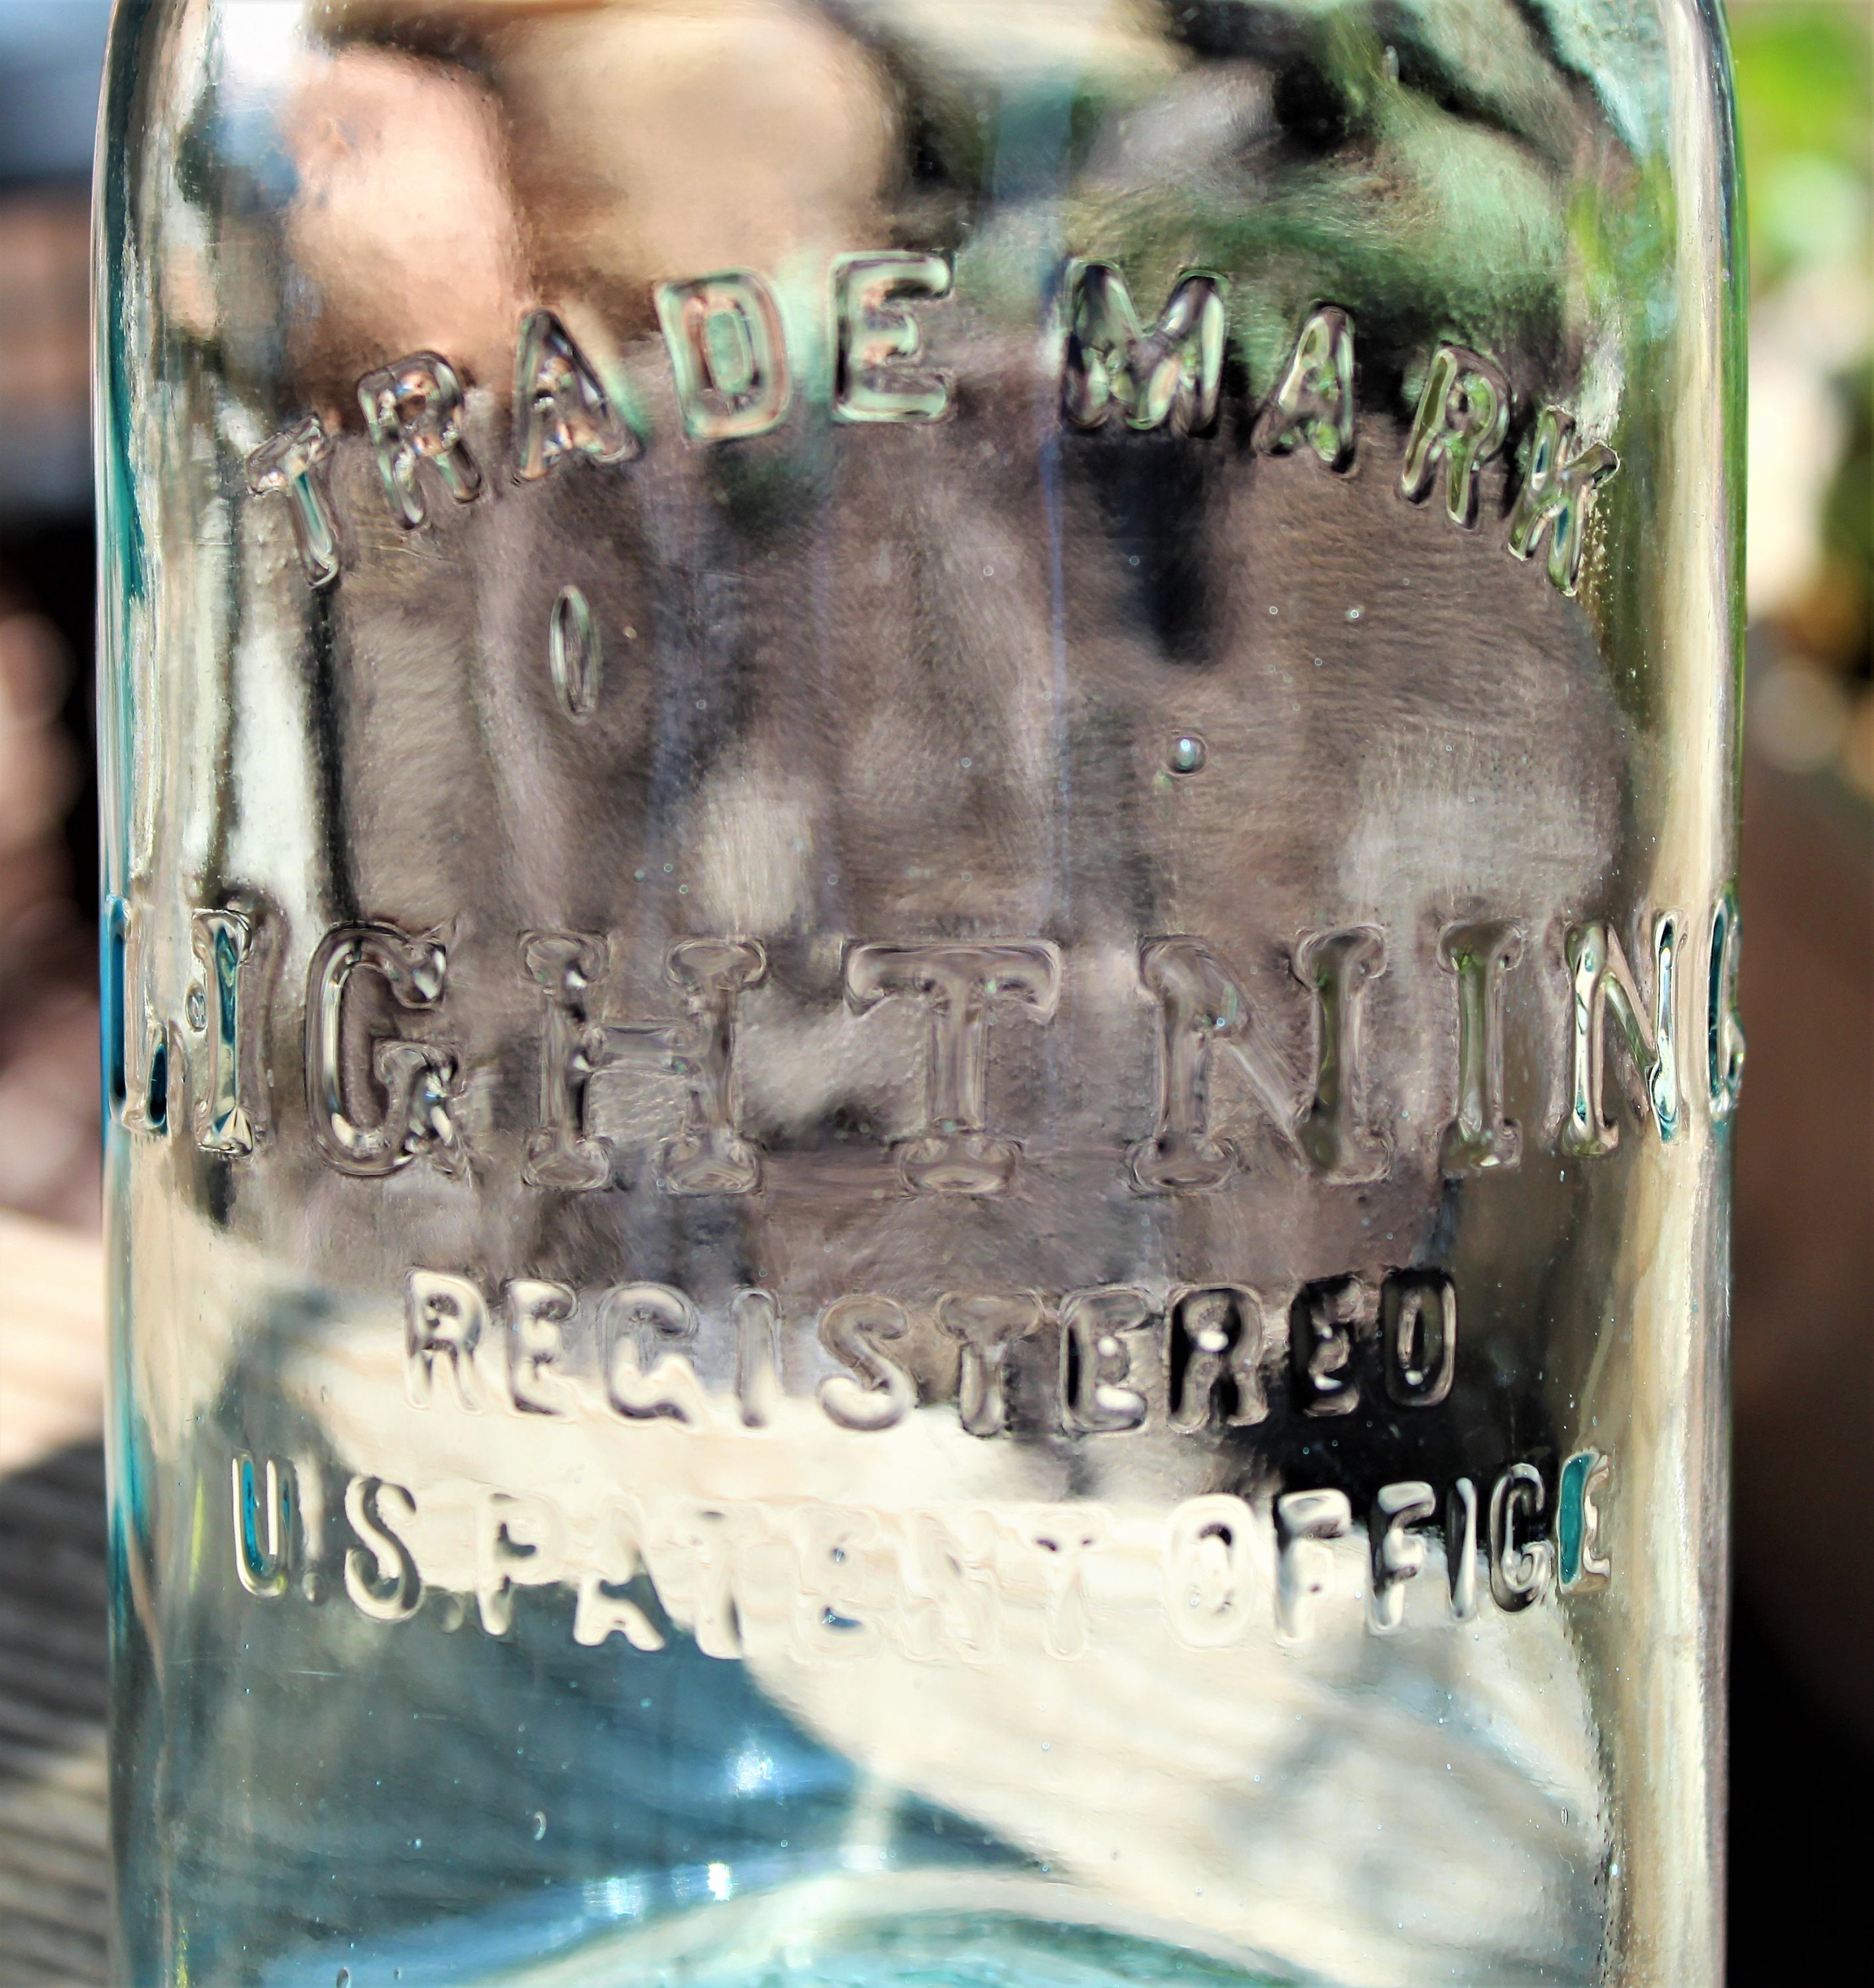 TRADE MARK
LIGHTNING
REGISTERED
U.S. PATENT OFFICE